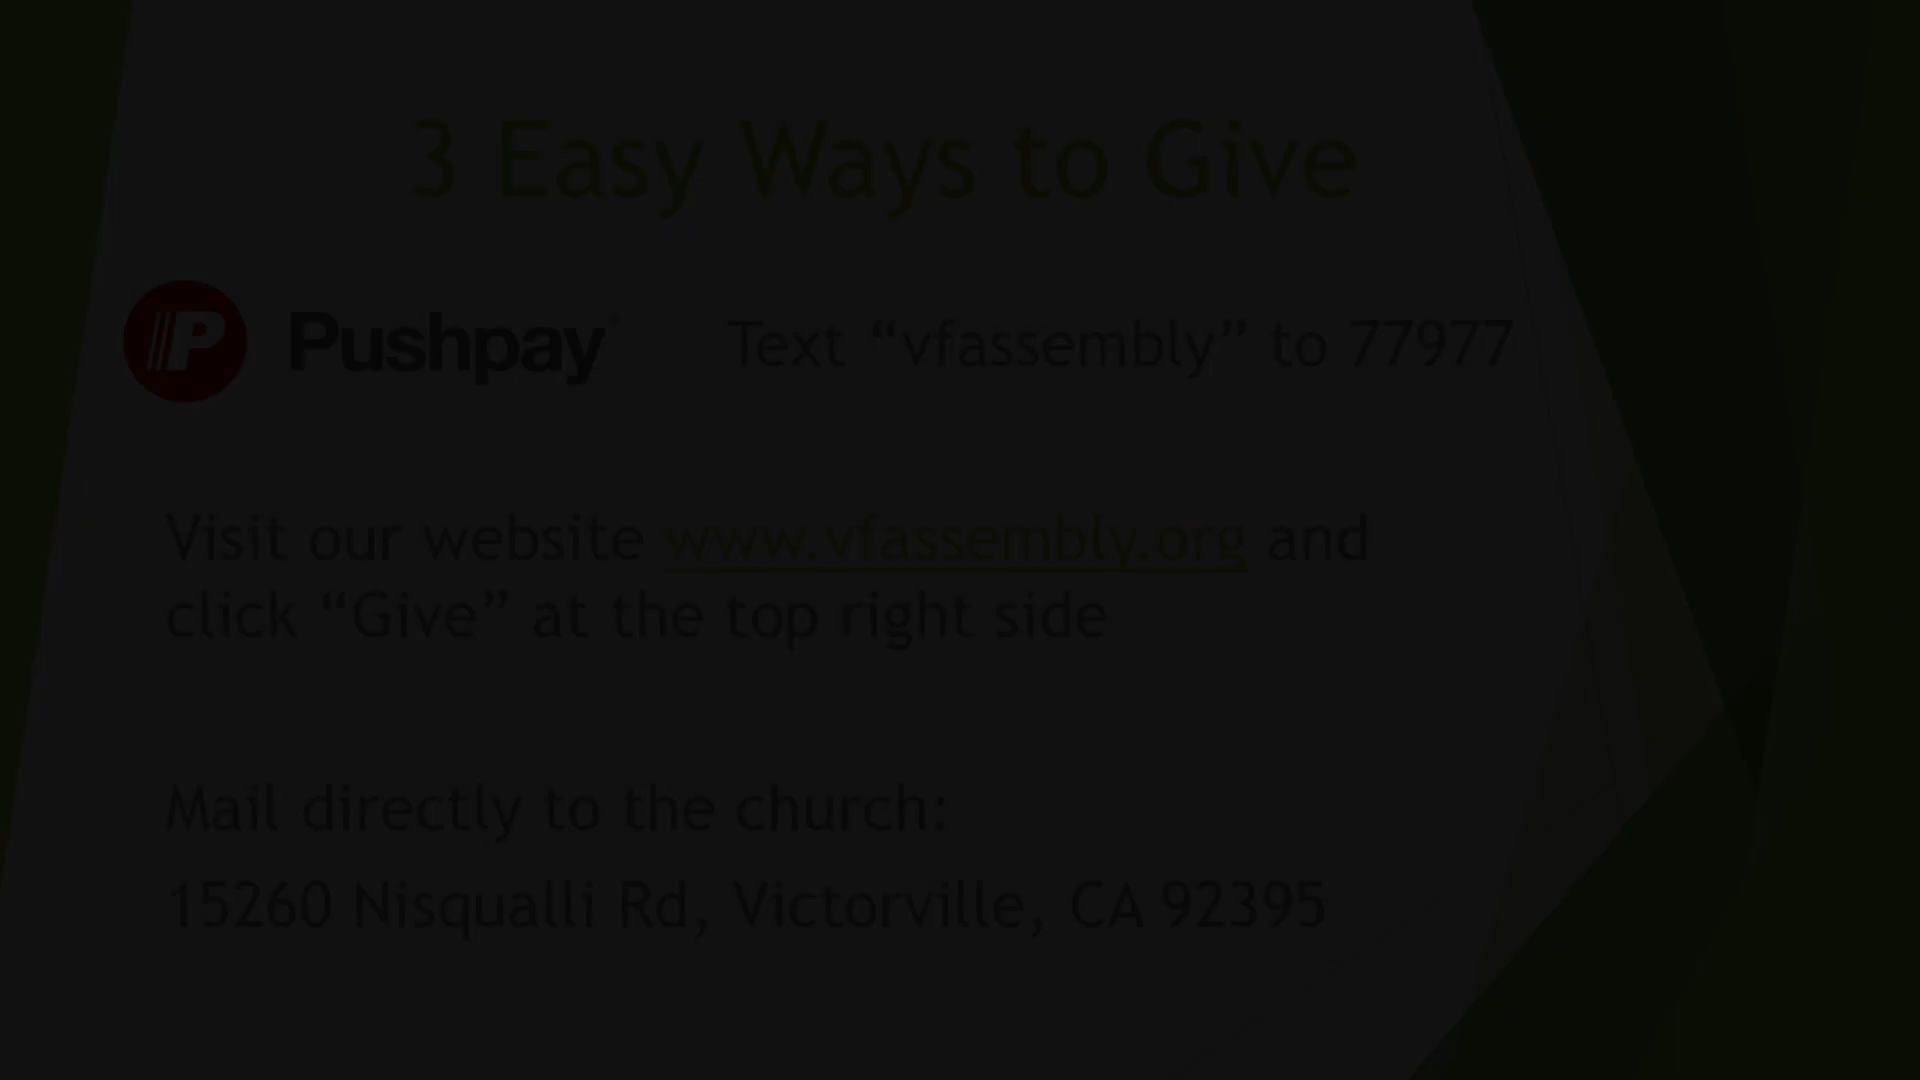 3 Easy Ways to Give
Pushpay Text “vfassembly” to 77977
Visit our website www.vfassembly.org and
click “Give” at the top right side
Mail directly to the church:
15260 Nisqualli Rd, Victorville, CA 92395